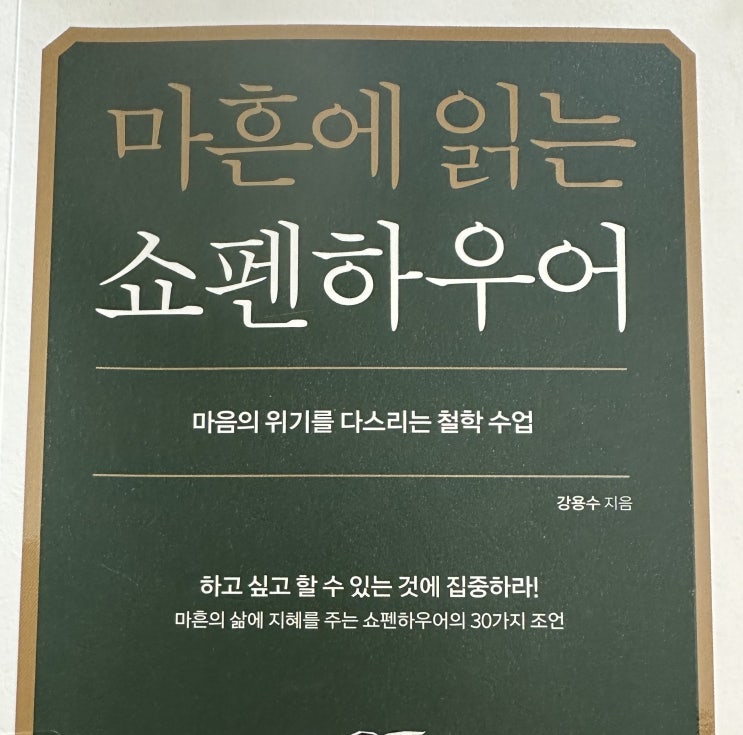 마흔에 읽는
쇼펜하우어
마음의 위기를 다스리는 철학 수업
강용수 지음
하고 싶고 할 수 있는 것에 집중하라!
마흔의 삶에 지혜를 주는 쇼펜하우어의 30가지 조언